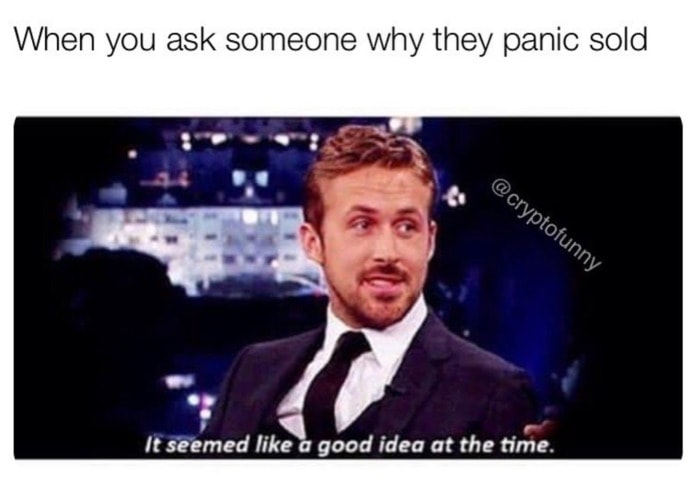 When you ask someone why they panic sold
@cryptofunny
It seemed like a good idea at the time.